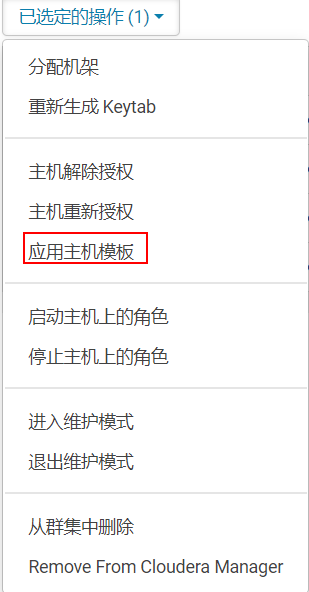 已选定的操作 (1)
分配机架
重新生成 Keytab
主机解除授权
主机重新授权
应用主机模板
启动主机上的角色
停止主机上的角色
进入维护模式
退出维护模式
从群集中删除
Remove From Cloudera Manager